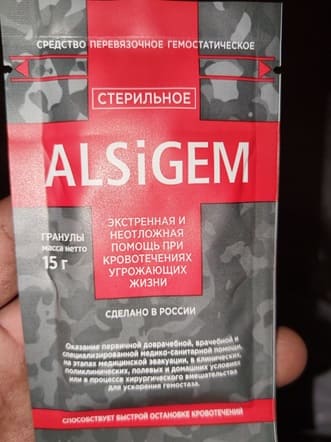 СРЕДСТВО ПЕРЕВЯЗОЧНОЕ ГЕМОСТАТИЧЕСКОЕ
СТЕРИЛЬНОЕ
ALSiGEM
ЭКСТРЕННАЯ И
НЕОТЛОЖНАЯ
ПОМОЩЬ ПРИ
КРОВОТЕЧЕНИЯХ
УГРОЖАЮЩИХ
ЖИЗНИ
ГРАНУЛЫ
масса нетто
15 г
СДЕЛАНО В РОССИИ
Оказание первичной доврачебной, врачебной и
специализированной медико-санитарной помощи,
на этапах медицинской эвакуации, в клинических,
поликлинических, полевых и домашних условиях
или в процессе хирургического вмешательства
для ускорения гемостаза.
СПОСОБСТВУЕТ БЫСТРОЙ ОСТАНОВКЕ КРОВОТЕЧЕНИЯ